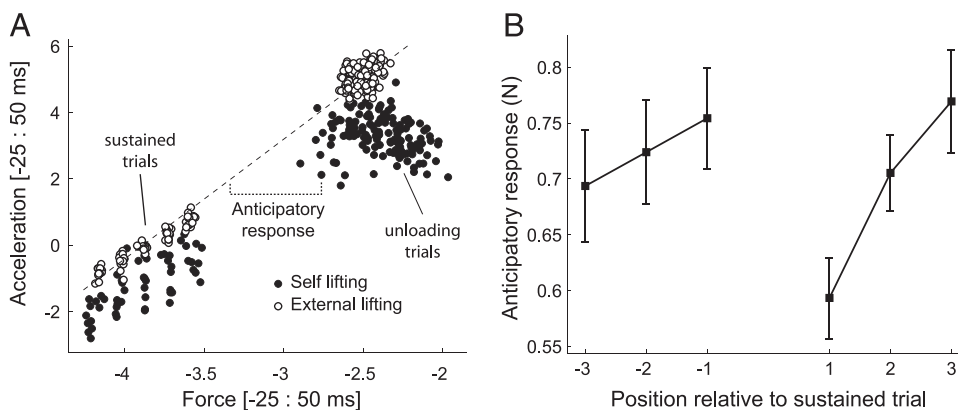 A
Acceleration [-25 : 50 ms]
6
4
2
0
-2
sustained
trials
Anticipatory
response
unloading
trials
Self lifting
External lifting
-4
-3.5
-3
-2.5
-2
Force [-25 : 50 ms]
B
Anticipatory response (N)
0.8
0.75
0.7
0.65
0.6
0.55
-3
-2
-1
1
2
3
Position relative to sustained trial